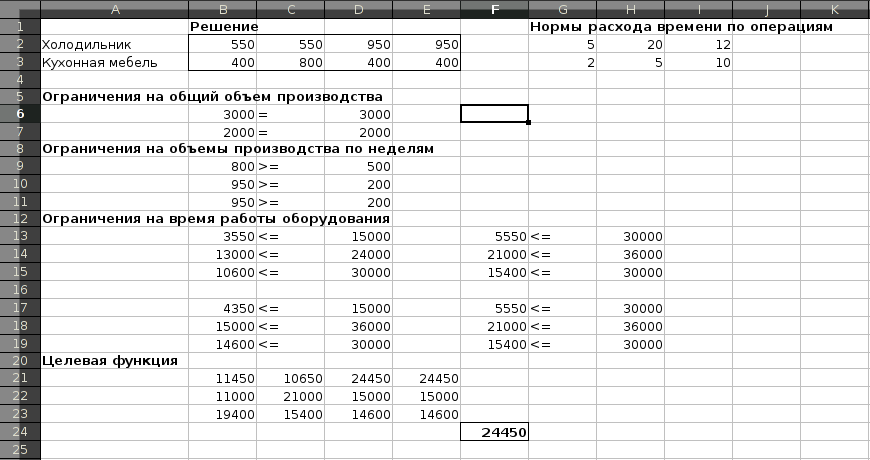 A B C D E F G H I J K
1 Решение Нормы расхода времени по операциям
2 Холодильник 550 550 950 950 5 20 12
3 Кухонная мебель 400 800 400 400 2 5 10
4
5 Ограничения на общий объем производства
6 3000 = 3000
7 2000 = 2000
8 Ограничения на объемы производства по неделям
9 800 >= 500
10 950 >= 200
11 950 >= 200
12 Ограничения на время работы оборудования
13 3550 <= 15000 5550 <= 30000
14 13000 <= 24000 21000 <= 36000
15 10600 <= 30000 15400 <= 30000
16
17 4350 <= 15000 5550 <= 30000
18 15000 <= 36000 21000 <= 36000
19 14600 <= 30000 15400 <= 30000
20 Целевая функция
21 11450 10650 24450 24450
22 11000 21000 15000 15000
23 19400 15400 14600 14600
24 24450
25